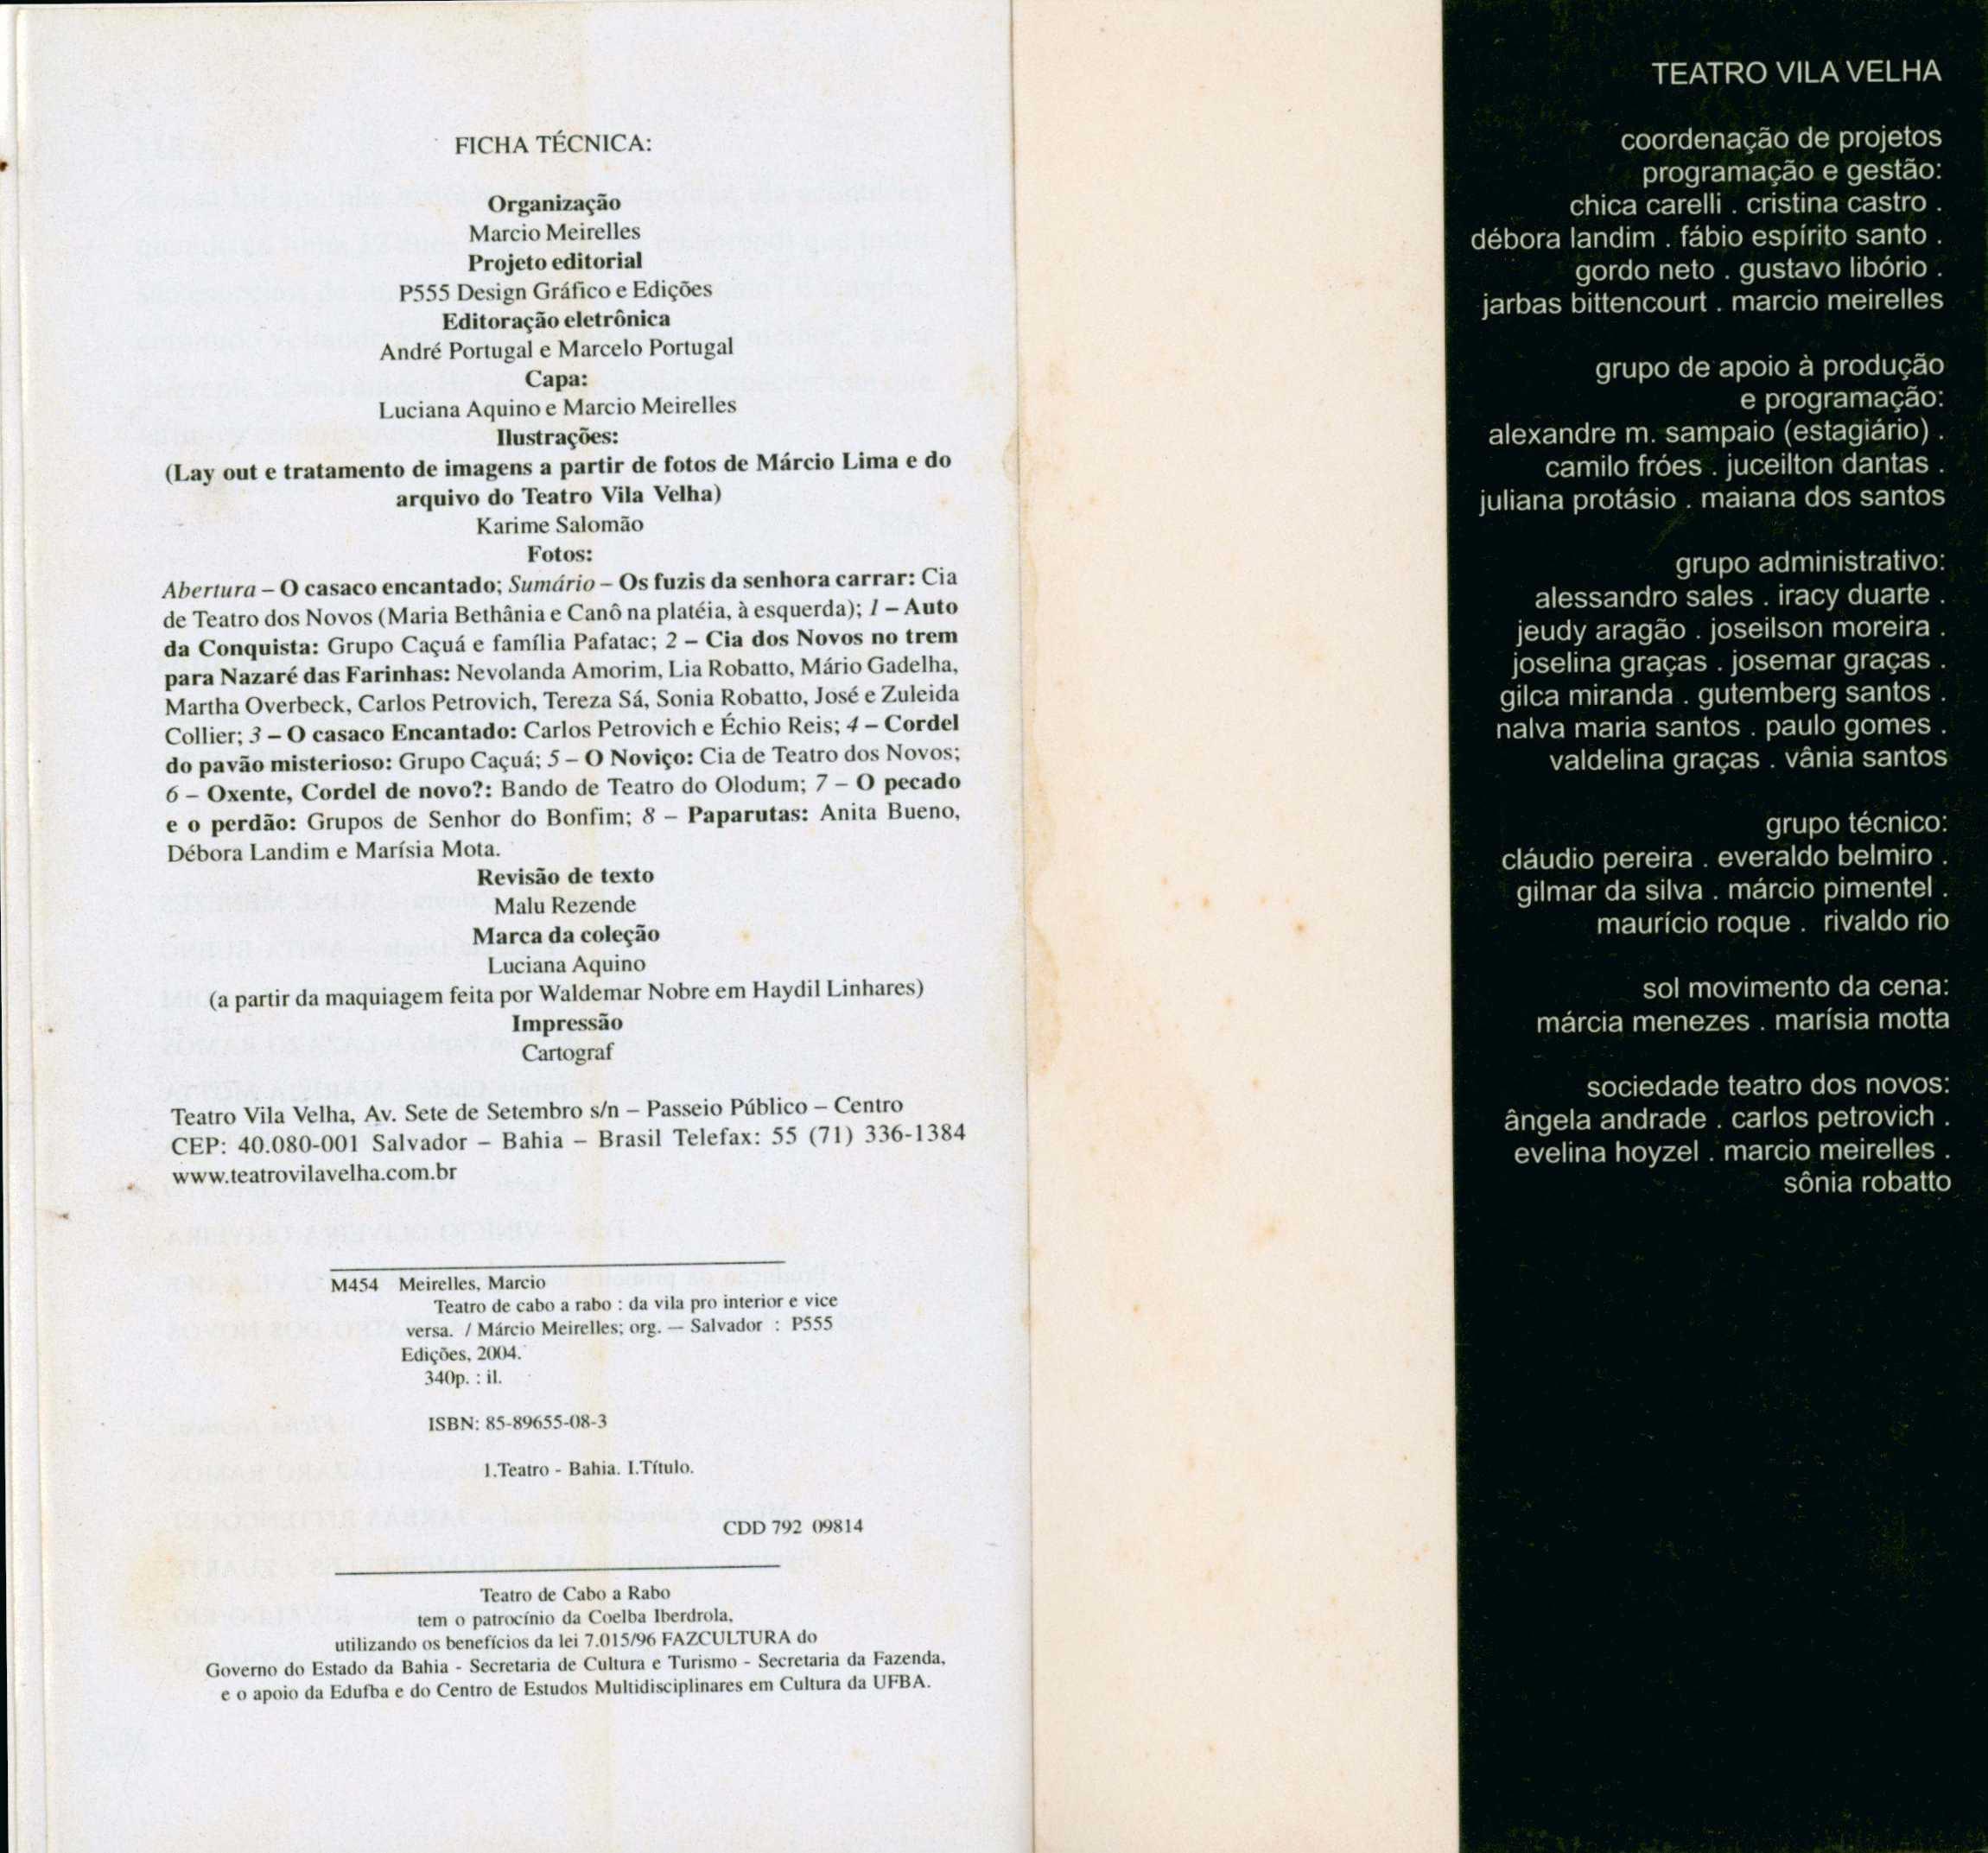 FICHA TÉCNICA:
Organização
Marcio Meirelles
Projeto editorial
P555 Design Gráfico e Edições
Editoração eletrônica
André Portugal e Marcelo Portugal
Capa:
Luciana Aquino e Marcio Meirelles
Ilustrações:
(Lay out e tratamento de imagens a partir de fotos de Márcio Lima e do
arquivo do Teatro Vila Velha)
Karime Salomão
Fotos:
Abertura – O casaco encantado; Sumário – Os fuzis da senhora carrar: Cia
de Teatro dos Novos (Maria Bethânia e Canô na platéia, à esquerda); 1 – Auto
da Conquista: Grupo Caçuá e família Pafatac; 2 – Cia dos Novos no trem
para Nazaré das Farinhas: Nevolanda Amorim, Lia Robatto, Mário Gadelha,
Martha Overbeck, Carlos Petrovich, Tereza Sá, Sonia Robatto, José e Zuleida
Collier; 3 – O casaco Encantado: Carlos Petrovich e Échio Reis; 4 – Cordel
do pavão misterioso: Grupo Caçuá; 5 – O Noviço: Cia de Teatro dos Novos;
6 – Oxente, Cordel de novo?: Bando de Teatro do Olodum; 7 – O pecado
e o perdão: Grupos de Senhor do Bonfim; 8 – Paparutas: Anita Bueno,
Débora Landim e Marísia Mota.
Revisão de texto
Malu Rezende
Marca da coleção
Luciana Aquino
(a partir da maquiagem feita por Waldemar Nobre em Haydil Linhares)
Impressão
Cartograf
Teatro Vila Velha, Av. Sete de Setembro s/n – Passeio Público – Centro
CEP: 40.080-001 Salvador – Bahia – Brasil Telefax: 55 (71) 336-1384
www.teatrovilavelha.com.br
M454 Meirelles, Marcio
Teatro de cabo a rabo : da vila pro interior e vice
versa. / Márcio Meirelles; org. — Salvador : P555
Edições, 2004.
340p. : il.
ISBN: 85-89655-08-3
1.Teatro - Bahia. I.Título.
CDD 792 09814
Teatro de Cabo a Rabo
tem o patrocínio da Coelba Iberdrola,
utilizando os benefícios da lei 7.015/96 FAZCULTURA do
Governo do Estado da Bahia - Secretaria de Cultura e Turismo - Secretaria da Fazenda,
e o apoio da Edufba e do Centro de Estudos Multidisciplinares em Cultura da UFBA.
TEATRO VILA VELHA
coordenação de projetos
programação e gestão:
chica carelli . cristina castro .
débora landim . fábio espírito santo .
gordo neto . gustavo libório .
jarbas bittencourt . marcio meirelles
grupo de apoio à produção
e programação:
alexandre m. sampaio (estagiário) .
camilo fróes . juceilton dantas .
juliana protásio . maiana dos santos
grupo administrativo:
alessandro sales . iracy duarte .
jeudy aragão . joseilson moreira .
joselina graças . josemar graças .
gilca miranda . gutemberg santos .
nalva maria santos . paulo gomes .
valdelina graças . vânia santos
grupo técnico:
cláudio pereira . everaldo belmiro .
gilmar da silva . márcio pimentel .
maurício roque . rivaldo rio
sol movimento da cena:
márcia menezes . marísia motta
sociedade teatro dos novos:
ângela andrade . carlos petrovich .
evelina hoyzel . marcio meirelles .
sônia robatto